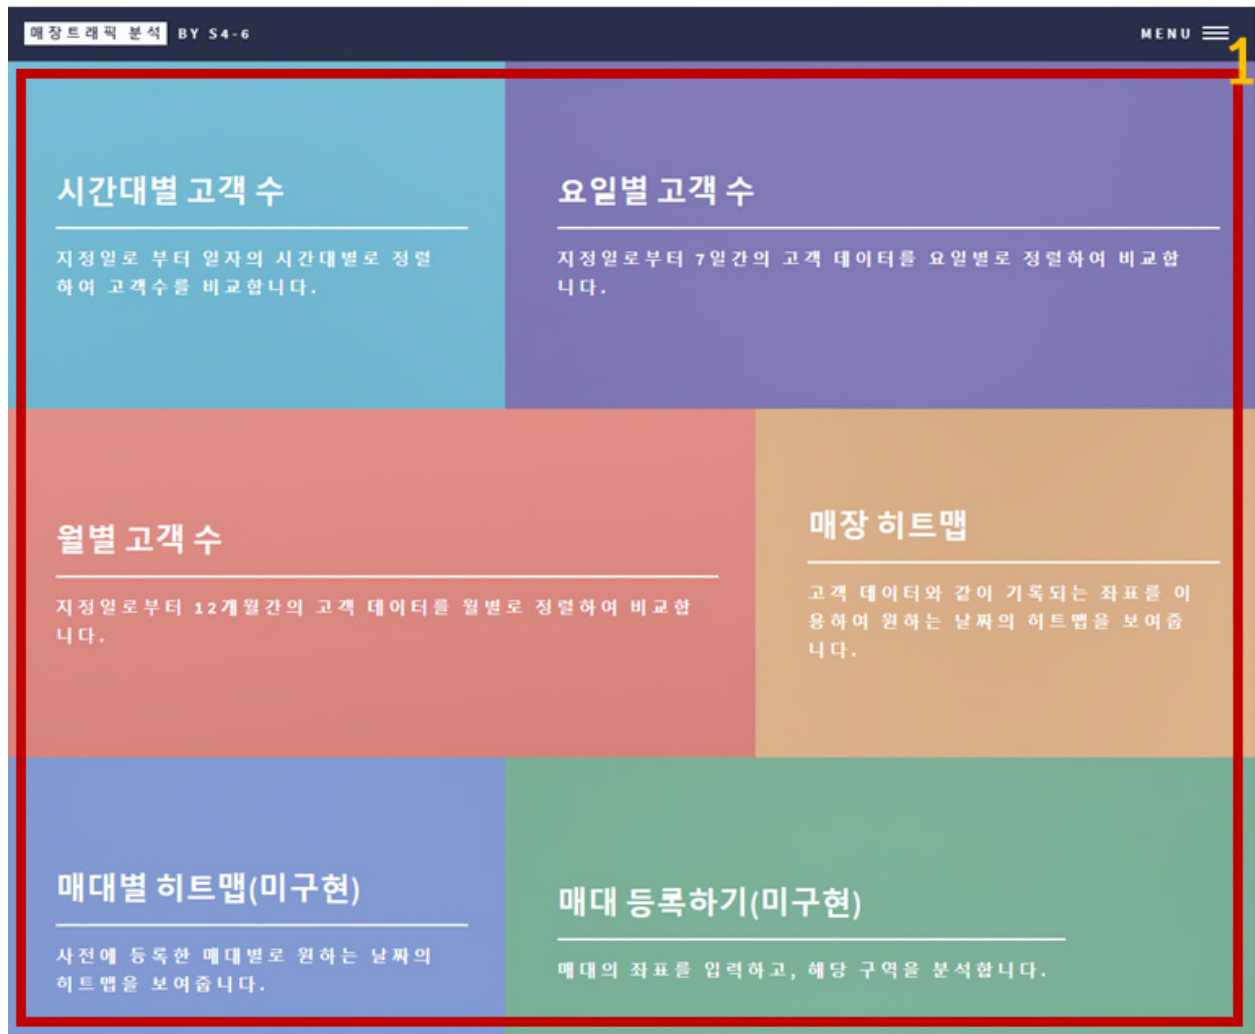 매장트래픽 분석 BY S4-6
MENU
1
시간대별 고객 수
지정일로 부터 일자의 시간대별로 정렬
하여 고객수를 비교합니다.
요일별 고객 수
지정일로부터 7일간의 고객 데이터를 요일별로 정렬하여 비교합
니다.
월별 고객 수
지정일로부터 12개월간의 고객 데이터를 월별로 정렬하여 비교합
니다.
매장 히트맵
고객 데이터와 같이 기록되는 좌표를 이
용하여 원하는 날짜의 히트맵을 보여줍
니다.
매대별 히트맵(미구현)
사전에 등록한 매대별로 원하는 날짜의
히트맵을 보여줍니다.
매대 등록하기(미구현)
매대의 좌표를 입력하고, 해당 구역을 분석합니다.